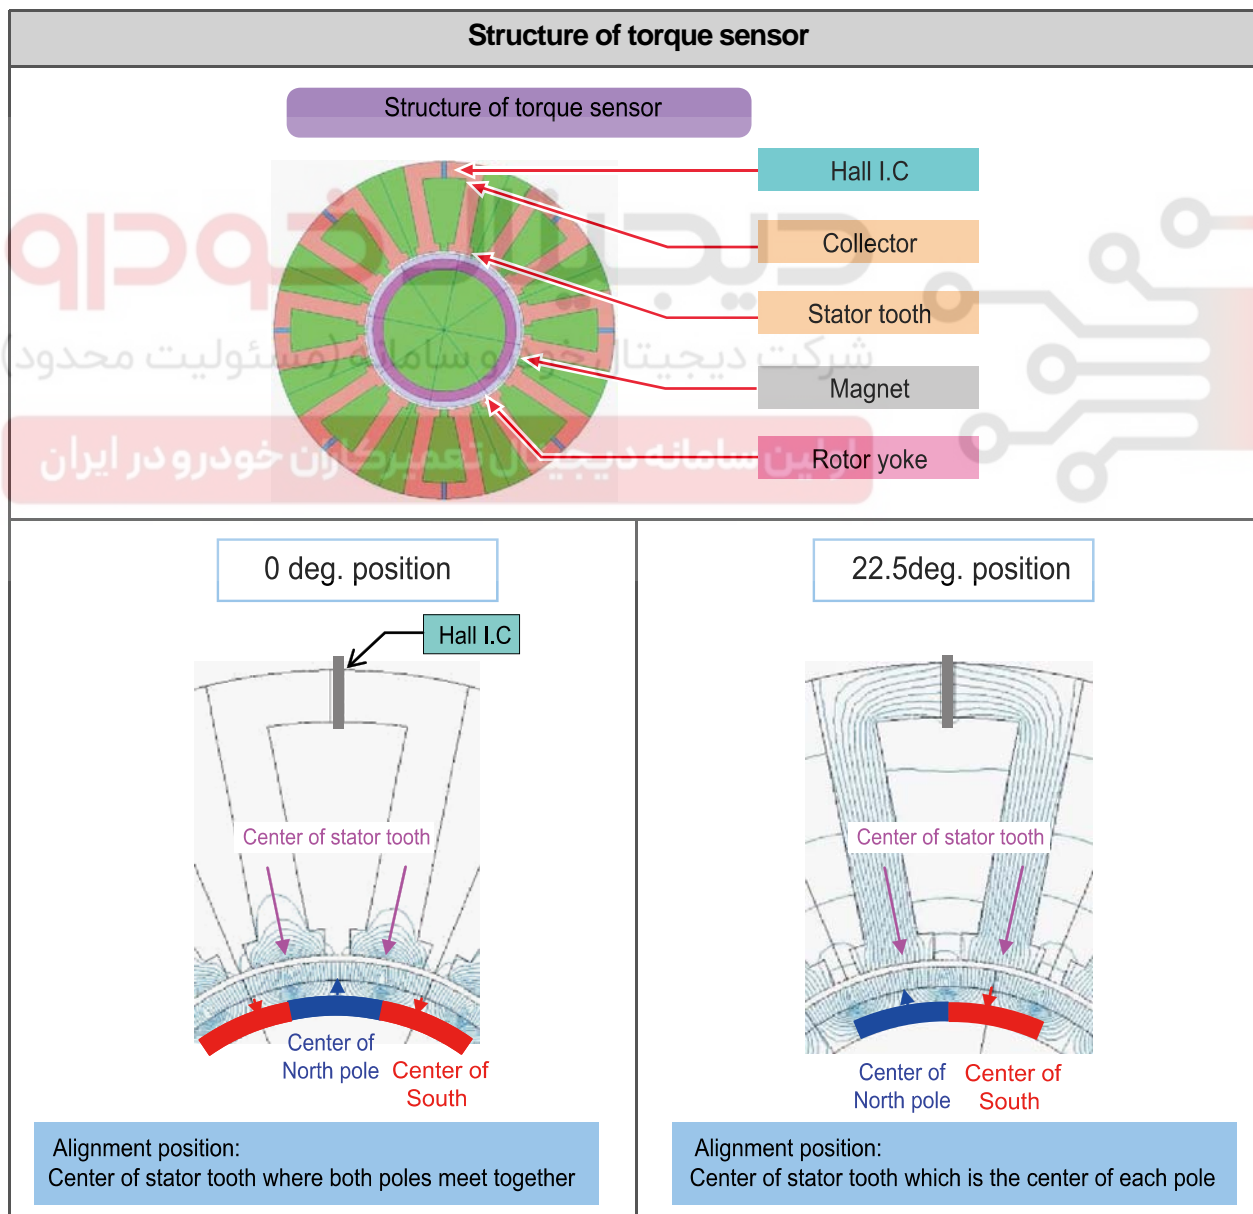 Structure of torque sensor
Structure of torque sensor
Hall I.C
Collector
Stator tooth
Magnet
Rotor yoke
دیجیتال خودرو
شرکت دیجیتال خودرو سامانه (مسئولیت محدود)
اولین سامانه دیجیتال تعمیرکاران خودرو در ایران
0 deg. position
Hall I.C
Center of stator tooth
Center of
North pole
Center of
South
Alignment position:
Center of stator tooth where both poles meet together
22.5deg. position
Center of stator tooth
Center of
North pole
Center of
South
Alignment position:
Center of stator tooth which is the center of each pole